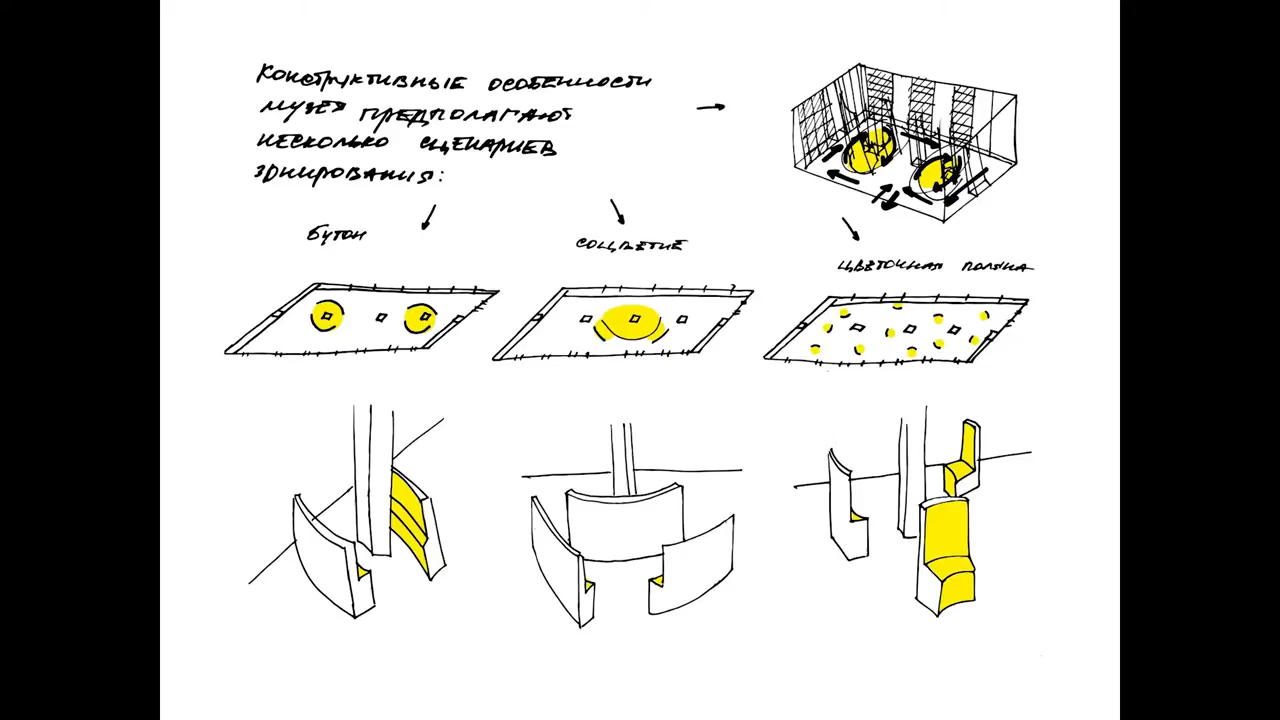 Конструктивные особенности
музея предполагают
несколько сценариев
зонирования:
бутон
соцветие
цветочная поляна